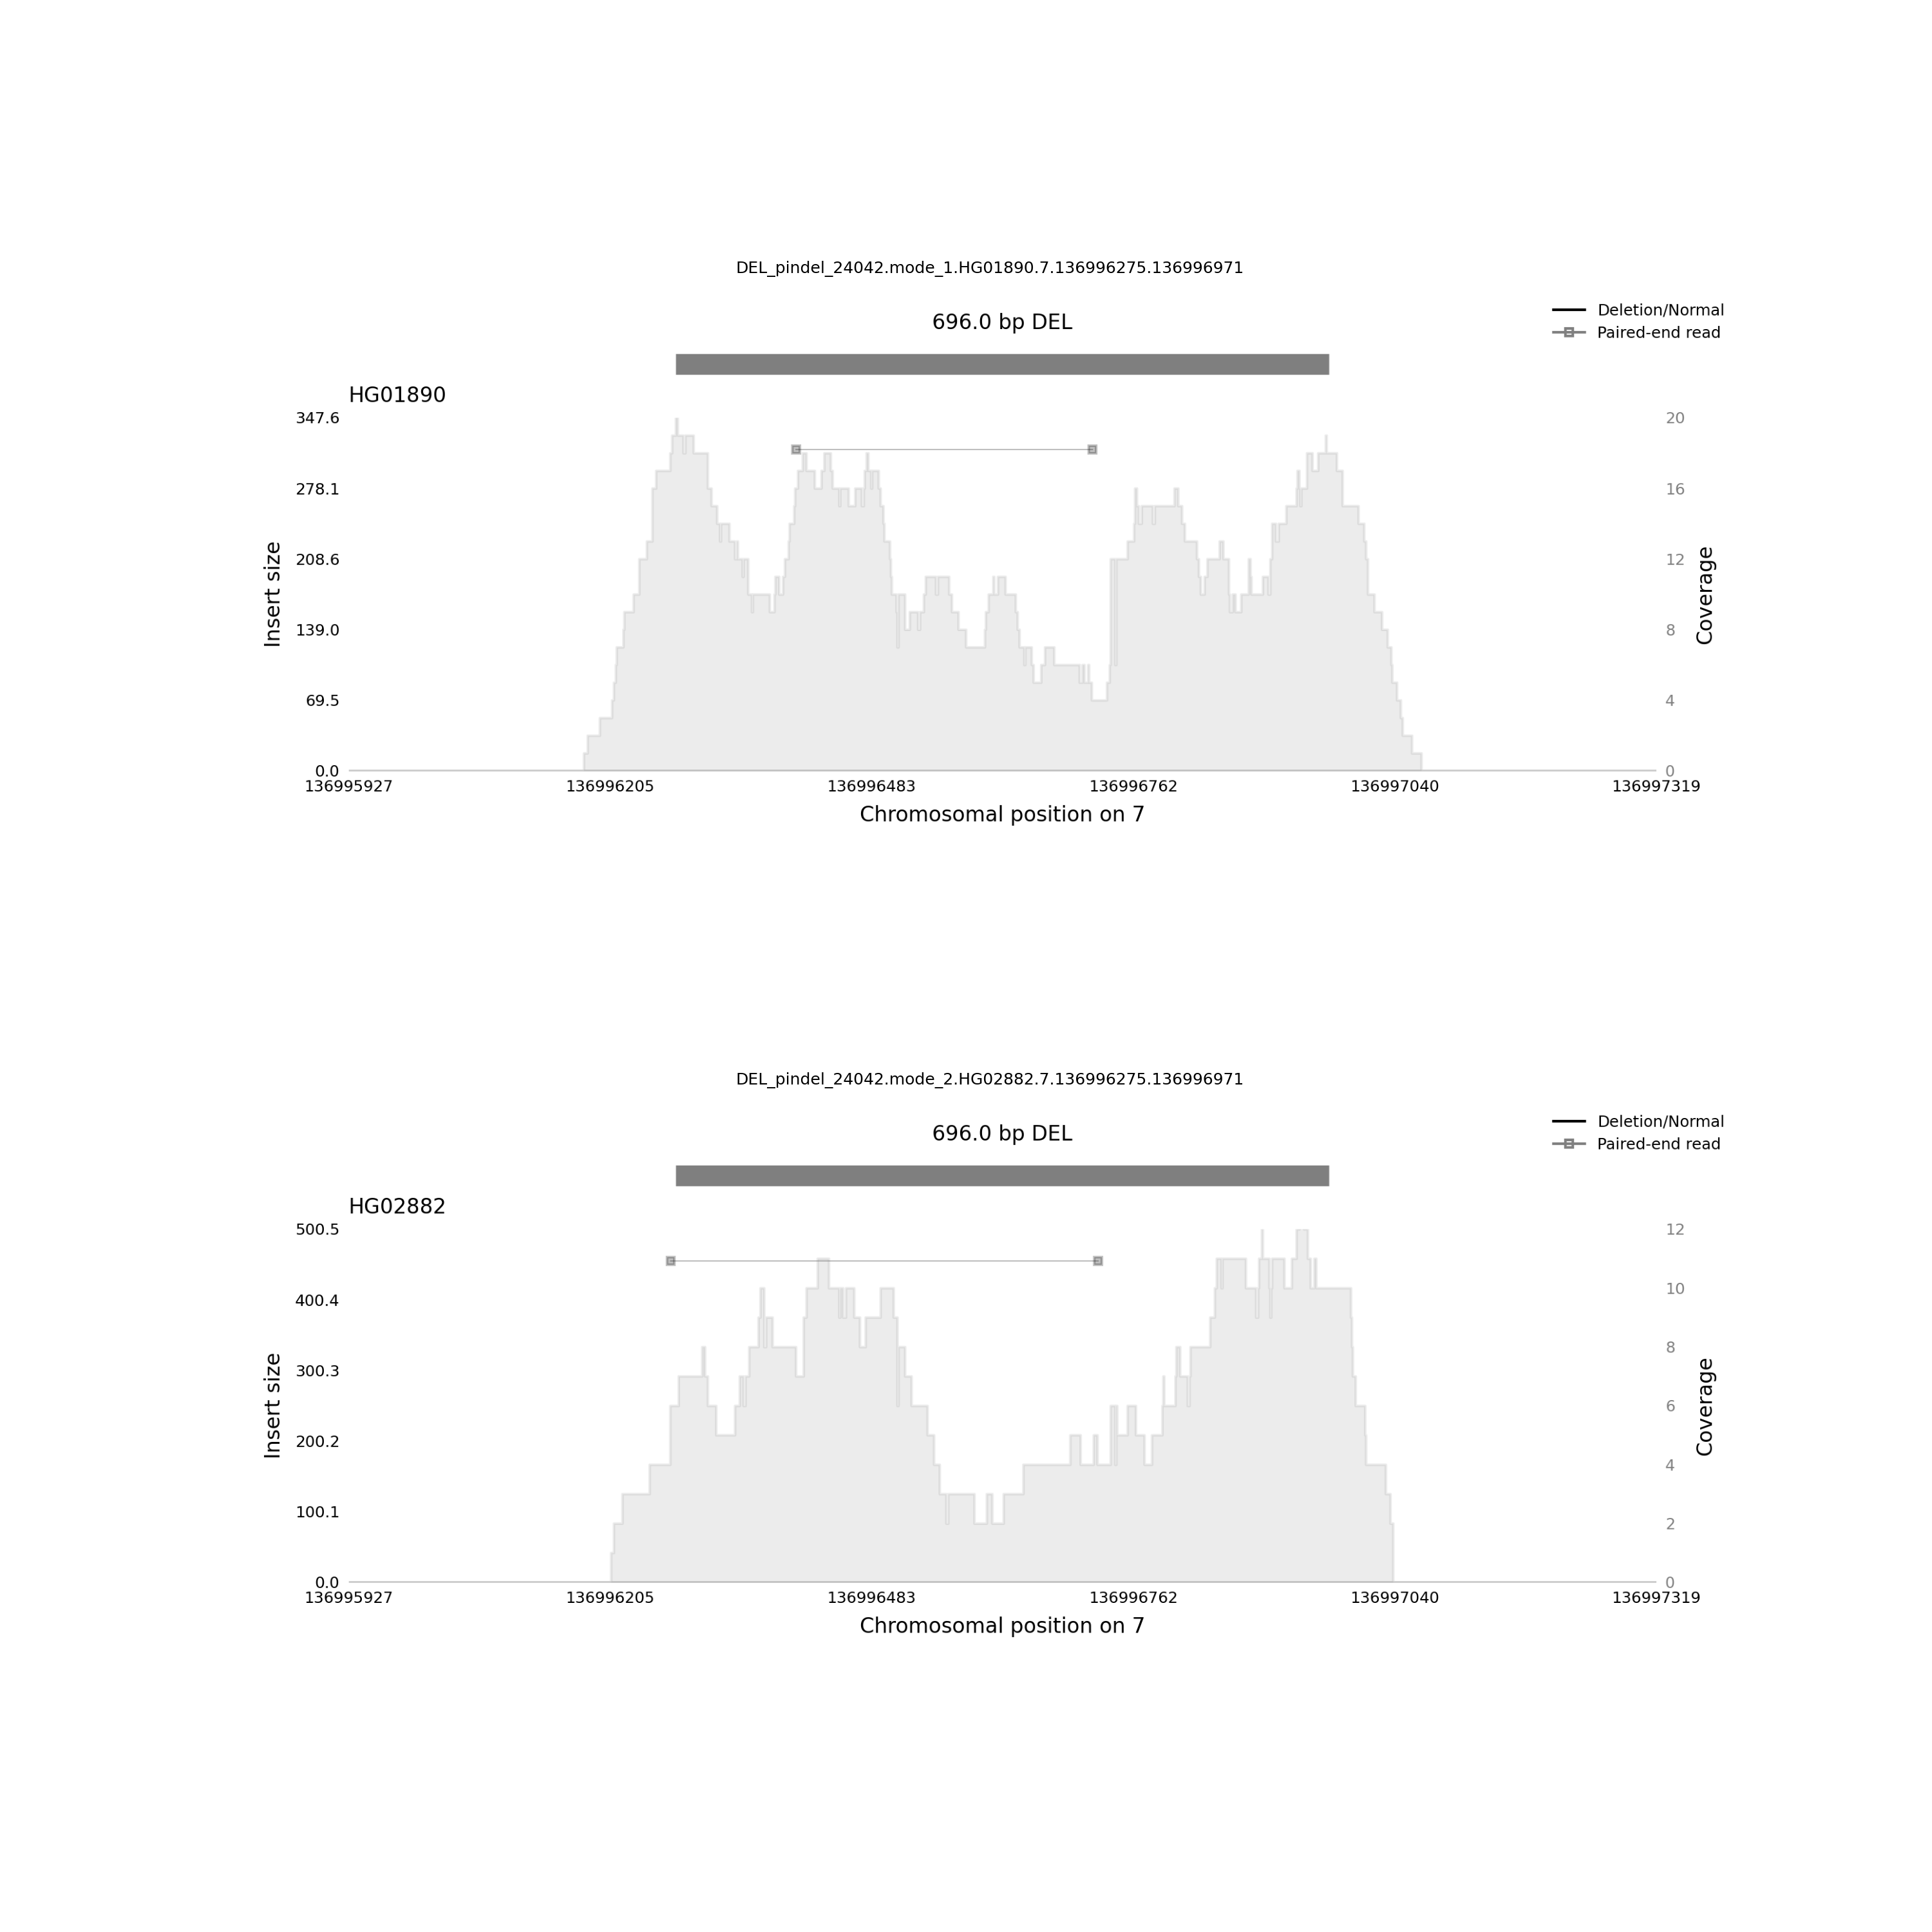 DEL_pindel_24042.mode_1.HG01890.7.136996275.136996971
696.0 bp DEL
Deletion/Normal
Paired-end read
HG01890
347.6
278.1
208.6
139.0
69.5
0.0
Insert size
20
16
12
8
4
0
Coverage
136995927 136996205 136996483 136996762 136997040 136997319
Chromosomal position on 7
DEL_pindel_24042.mode_2.HG02882.7.136996275.136996971
696.0 bp DEL
Deletion/Normal
Paired-end read
HG02882
500.5
400.4
300.3
200.2
100.1
0.0
Insert size
12
10
8
6
4
2
0
Coverage
136995927 136996205 136996483 136996762 136997040 136997319
Chromosomal position on 7